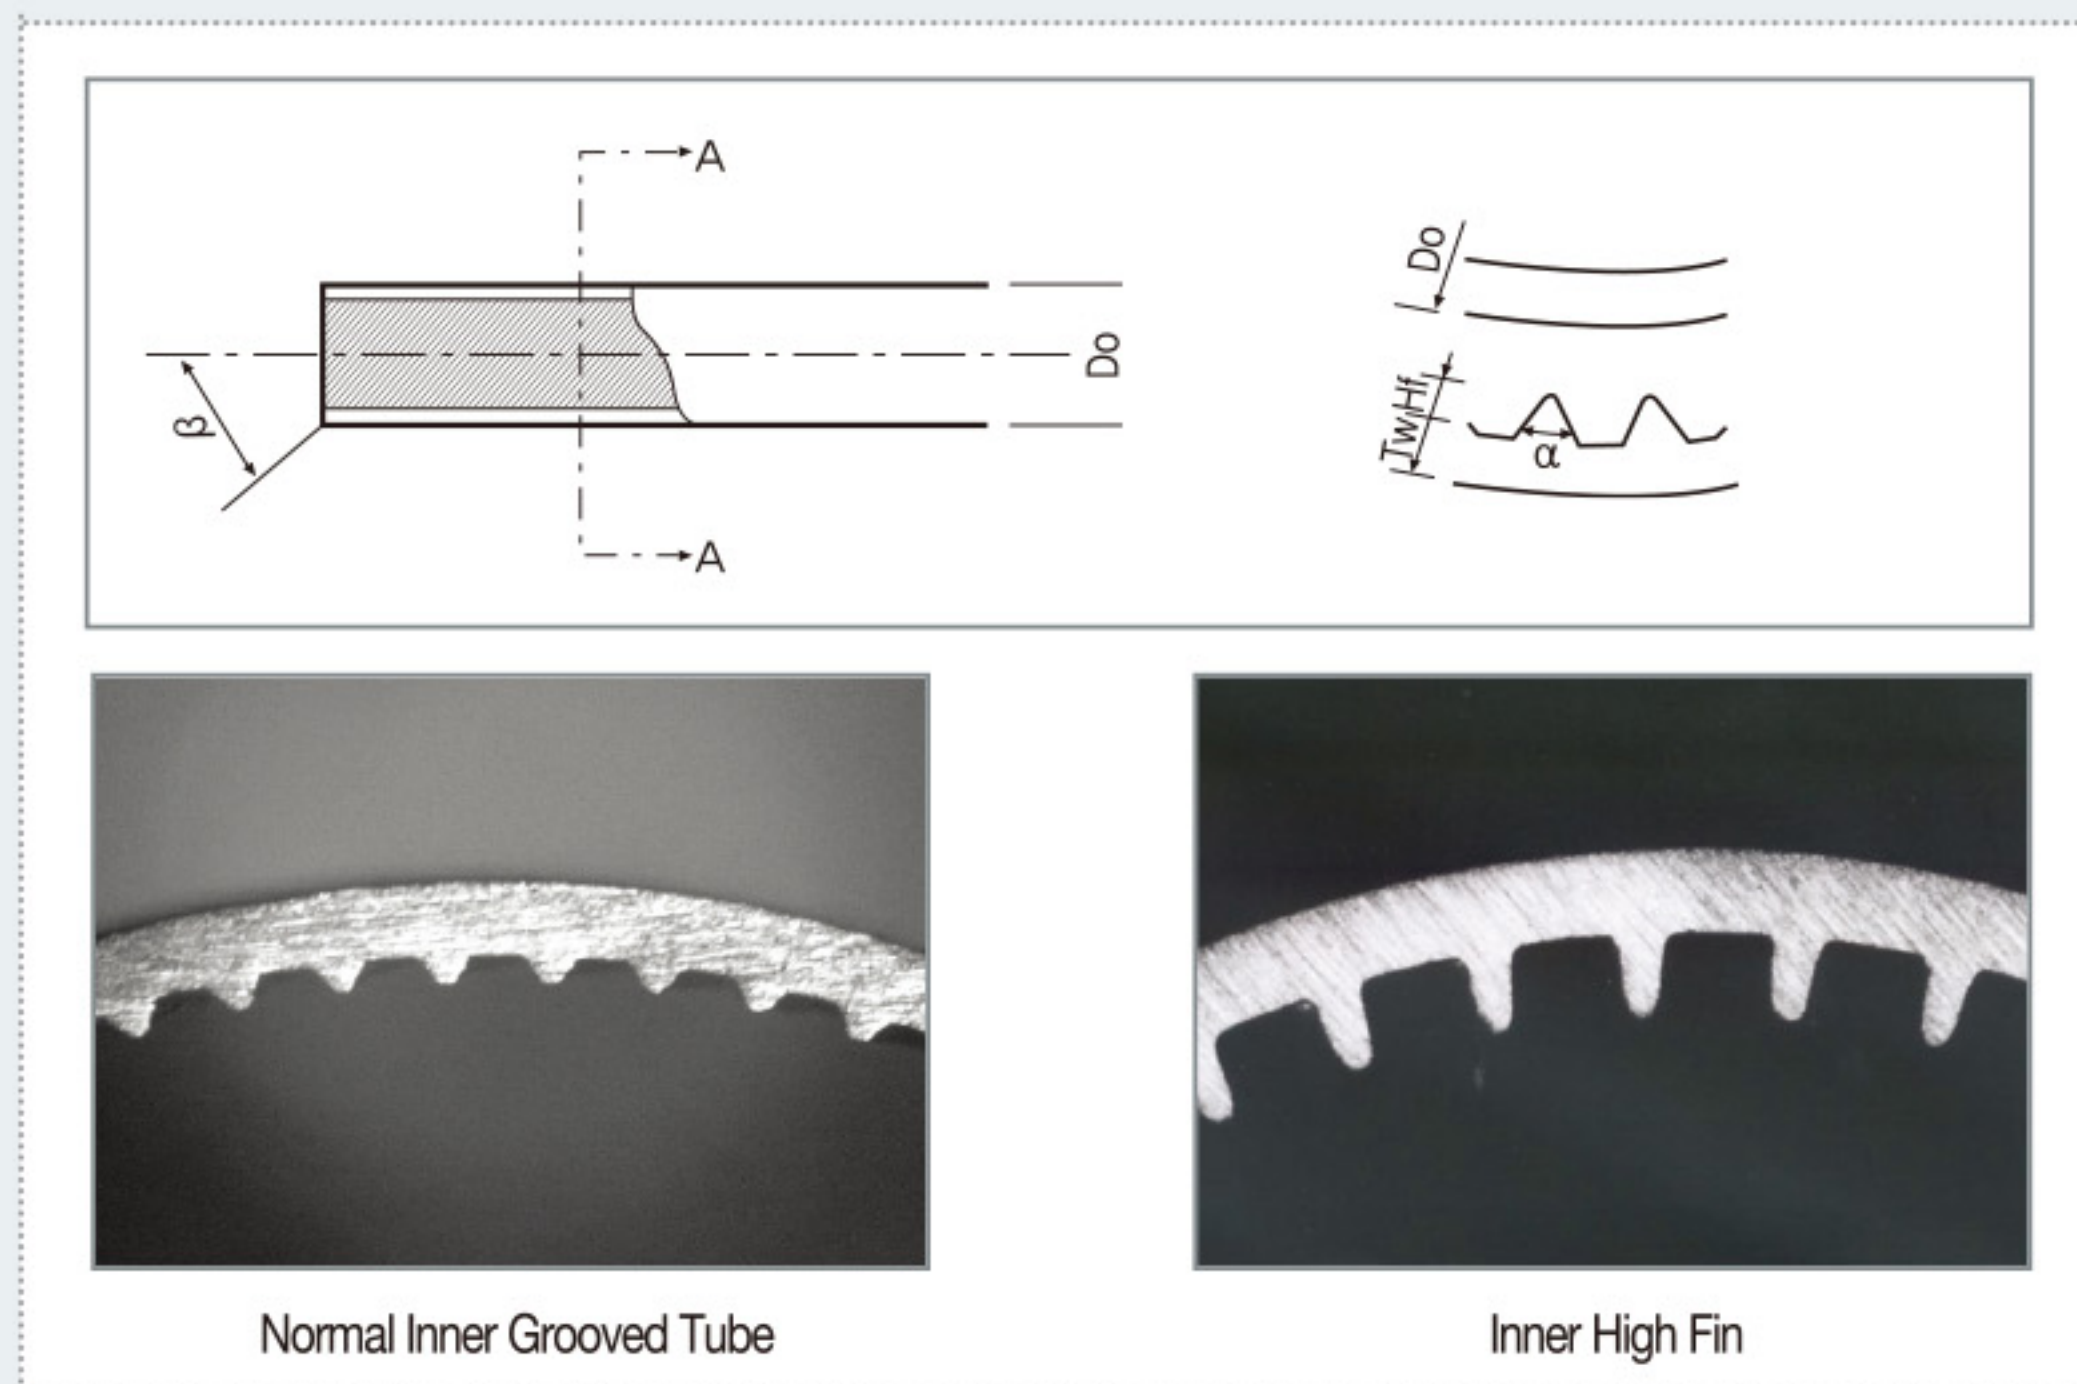 A
Do
β
A
Do
Hf
Tw
α
Normal Inner Grooved Tube
Inner High Fin